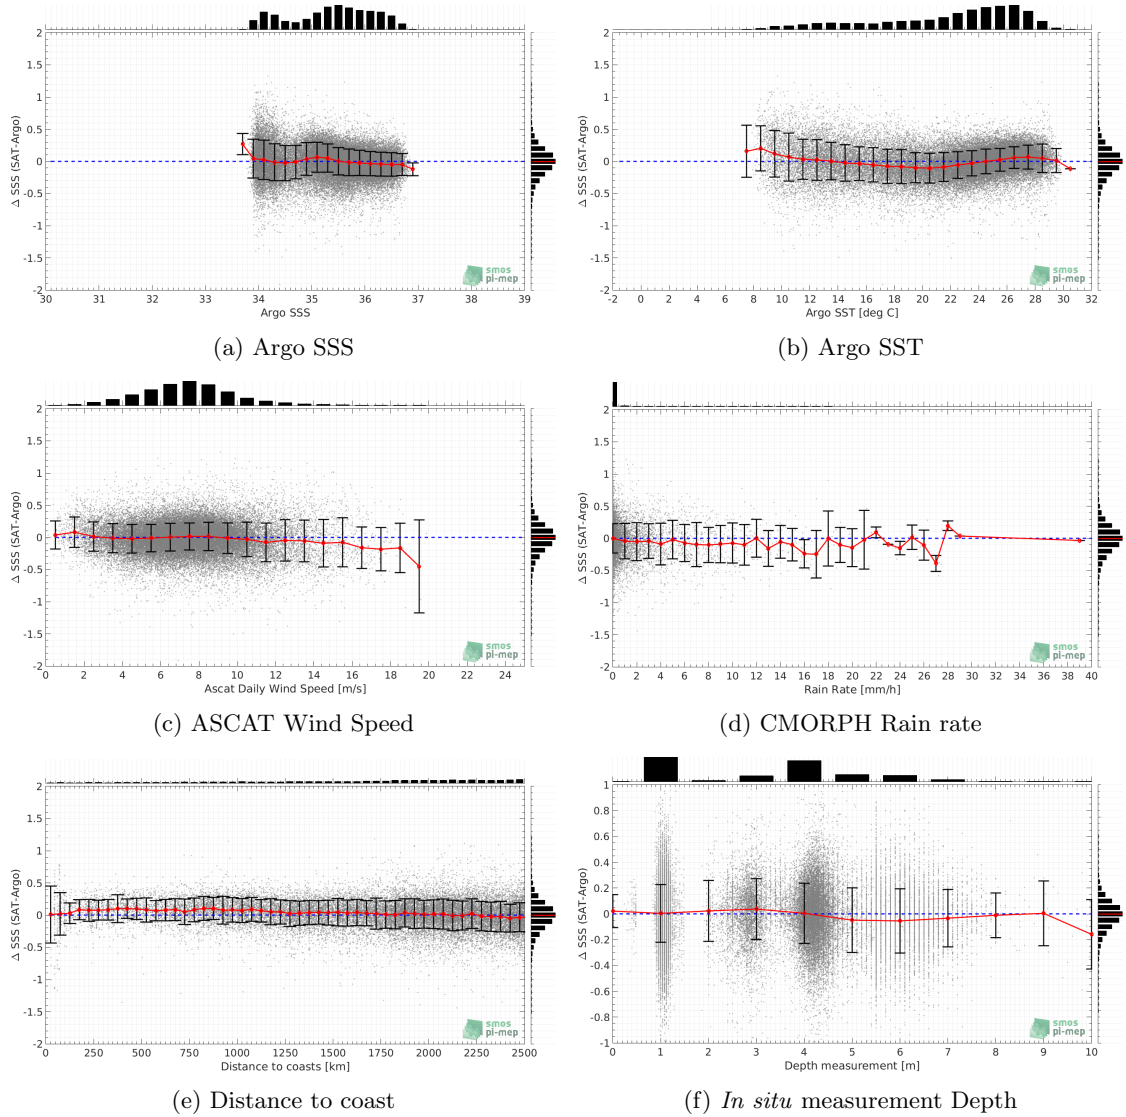 2
1.5
1
0.5
0
-0.5
-1
-1.5
-2
Δ SSS (SAT-Argo)
30 31 32 33 34 35 36 37 38 39
Argo SSS
smos
pi-mep
(a) Argo SSS
2
1.5
1
0.5
0
-0.5
-1
-1.5
-2
Δ SSS (SAT-Argo)
-2 0 2 4 6 8 10 12 14 16 18 20 22 24 26 28 30 32
Argo SST [deg C]
smos
pi-mep
(b) Argo SST
2
1.5
1
0.5
0
-0.5
-1
-1.5
-2
Δ SSS (SAT-Argo)
0 2 4 6 8 10 12 14 16 18 20 22 24
Ascat Daily Wind Speed [m/s]
smos
pi-mep
(c) ASCAT Wind Speed
2
1.5
1
0.5
0
-0.5
-1
-1.5
-2
Δ SSS (SAT-Argo)
0 2 4 6 8 10 12 14 16 18 20 22 24 26 28 30 32 34 36 38 40
Rain Rate [mm/h]
smos
pi-mep
(d) CMORPH Rain rate
2
1.5
1
0.5
0
-0.5
-1
-1.5
-2
Δ SSS (SAT-Argo)
0 250 500 750 1000 1250 1500 1750 2000 2250 2500
Distance to coasts [km]
smos
pi-mep
(e) Distance to coast
1
0.8
0.6
0.4
0.2
0
-0.2
-0.4
-0.6
-0.8
-1
Δ SSS (SAT-Argo)
0 1 2 3 4 5 6 7 8 9 10
Depth measurement [m]
smos
pi-mep
(f) In situ measurement Depth